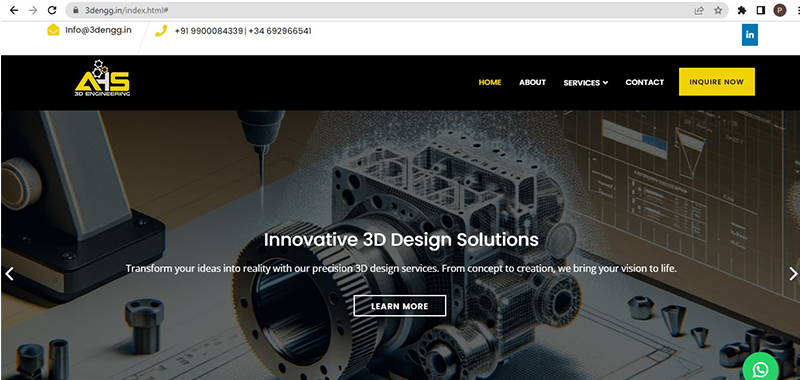 3dengg.in/index.html#
P
Info@3dengg.in
+91 9900084339 | +34 692966541
in
AHS
3D ENGINEERING
HOME
ABOUT
SERVICES
CONTACT
INQUIRE NOW
Innovative 3D Design Solutions
Transform your ideas into reality with our precision 3D design services. From concept to creation, we bring your vision to life.
LEARN MORE